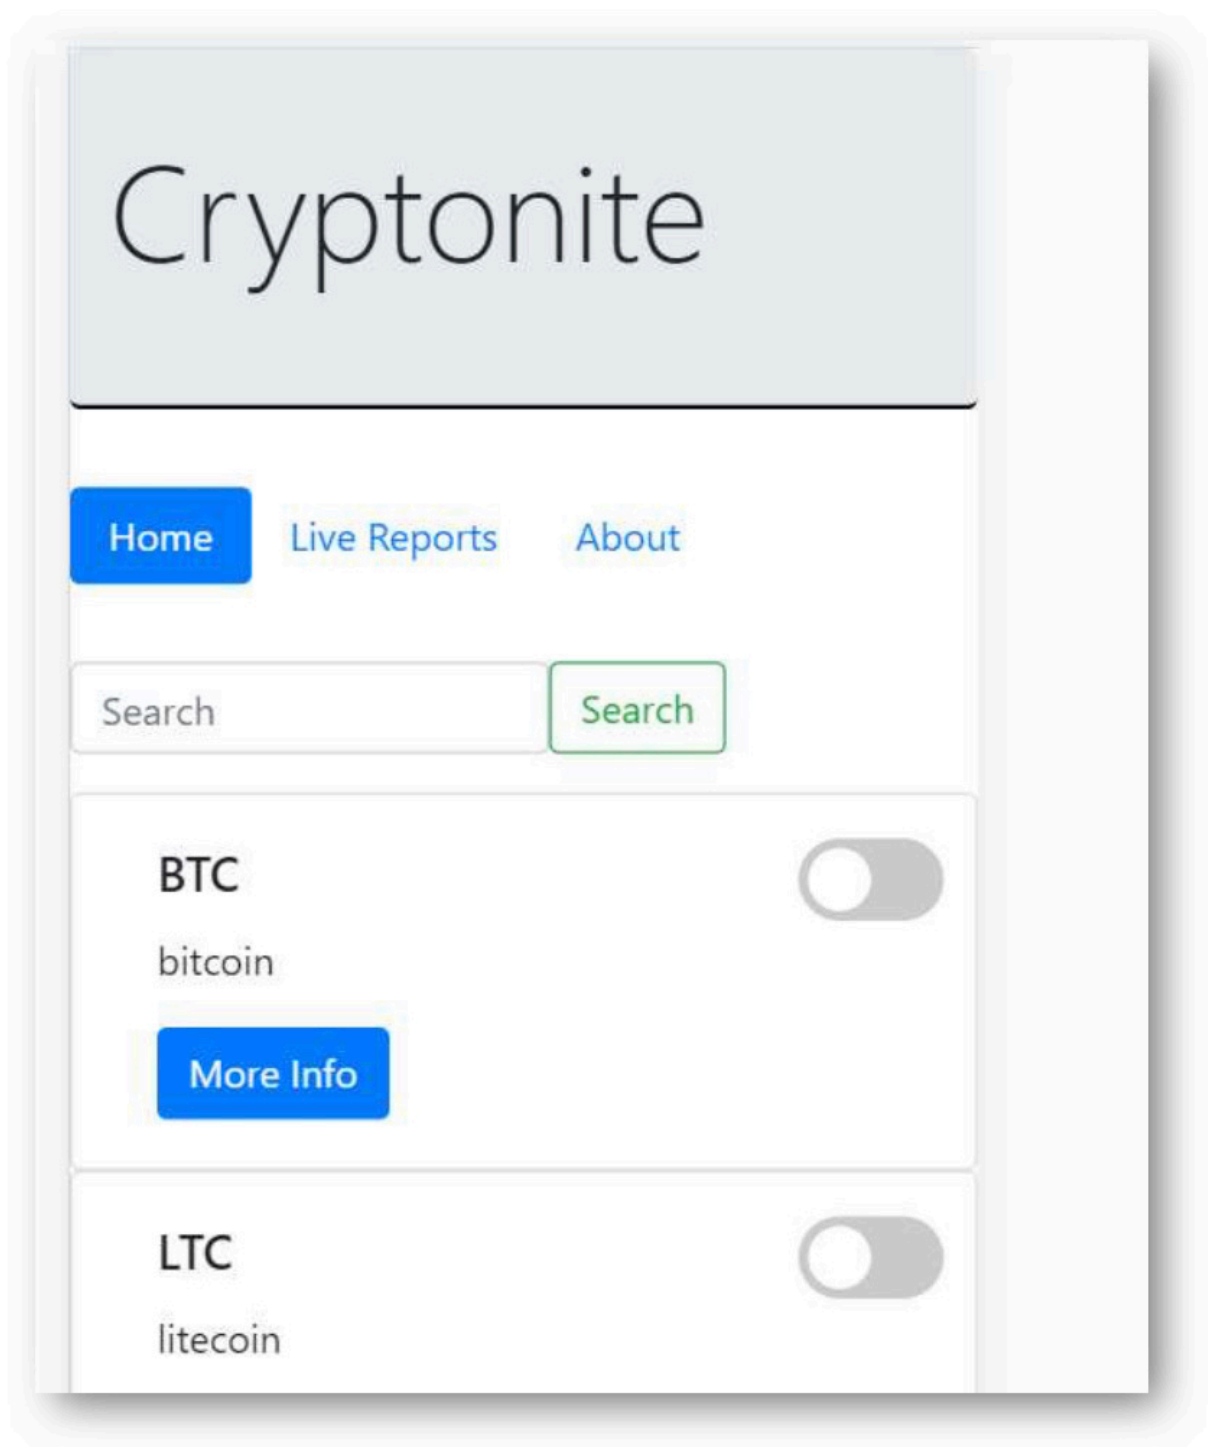 Cryptonite
Home Live Reports About
Search Search
BTC
bitcoin
More Info
LTC
litecoin